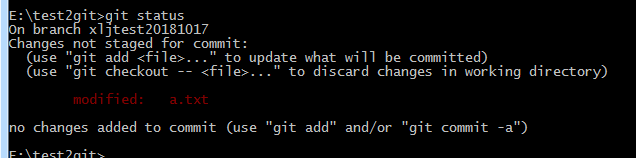 E:\test2git>git status
On branch xljtest20181017
Changes not staged for commit:
  (use "git add <file>..." to update what will be committed)
  (use "git checkout -- <file>..." to discard changes in working directory)
        modified:   a.txt
no changes added to commit (use "git add" and/or "git commit -a")
E:\test2git>